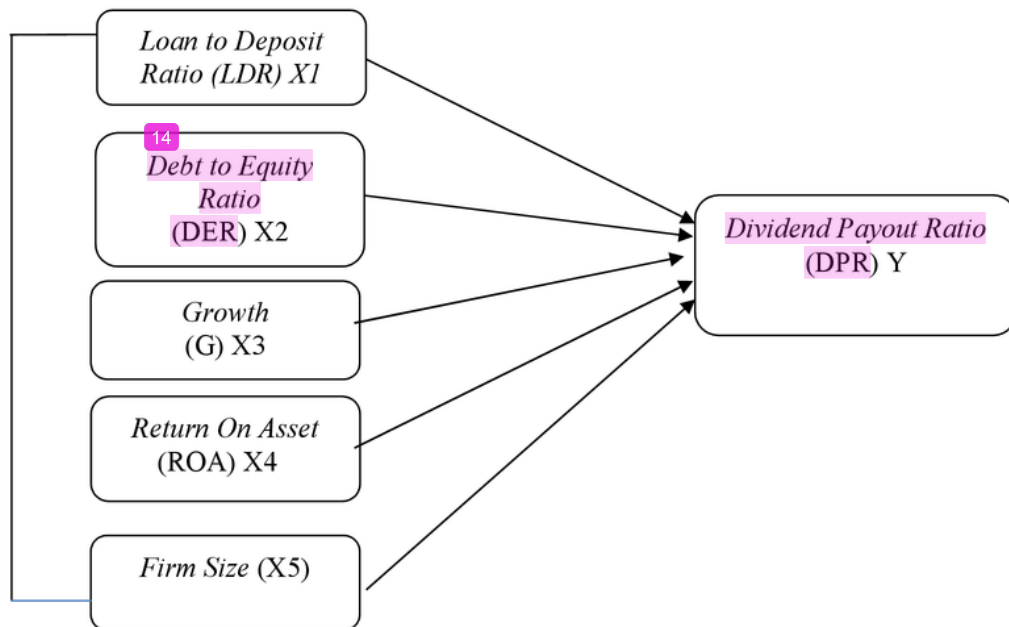 Loan to Deposit
Ratio (LDR) X1
14
Debt to Equity
Ratio
(DER) X2
Growth
(G) X3
Return On Asset
(ROA) X4
Firm Size (X5)
Dividend Payout Ratio
(DPR) Y